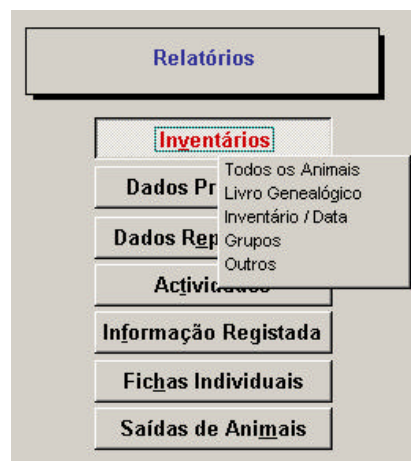 Relatórios
Inventários
Todos os Animais
Livro Genealógico
Inventário / Data
Grupos
Outros
Dados Pr
Dados Rep
Informação Registada
Fichas Individuais
Saídas de Animais